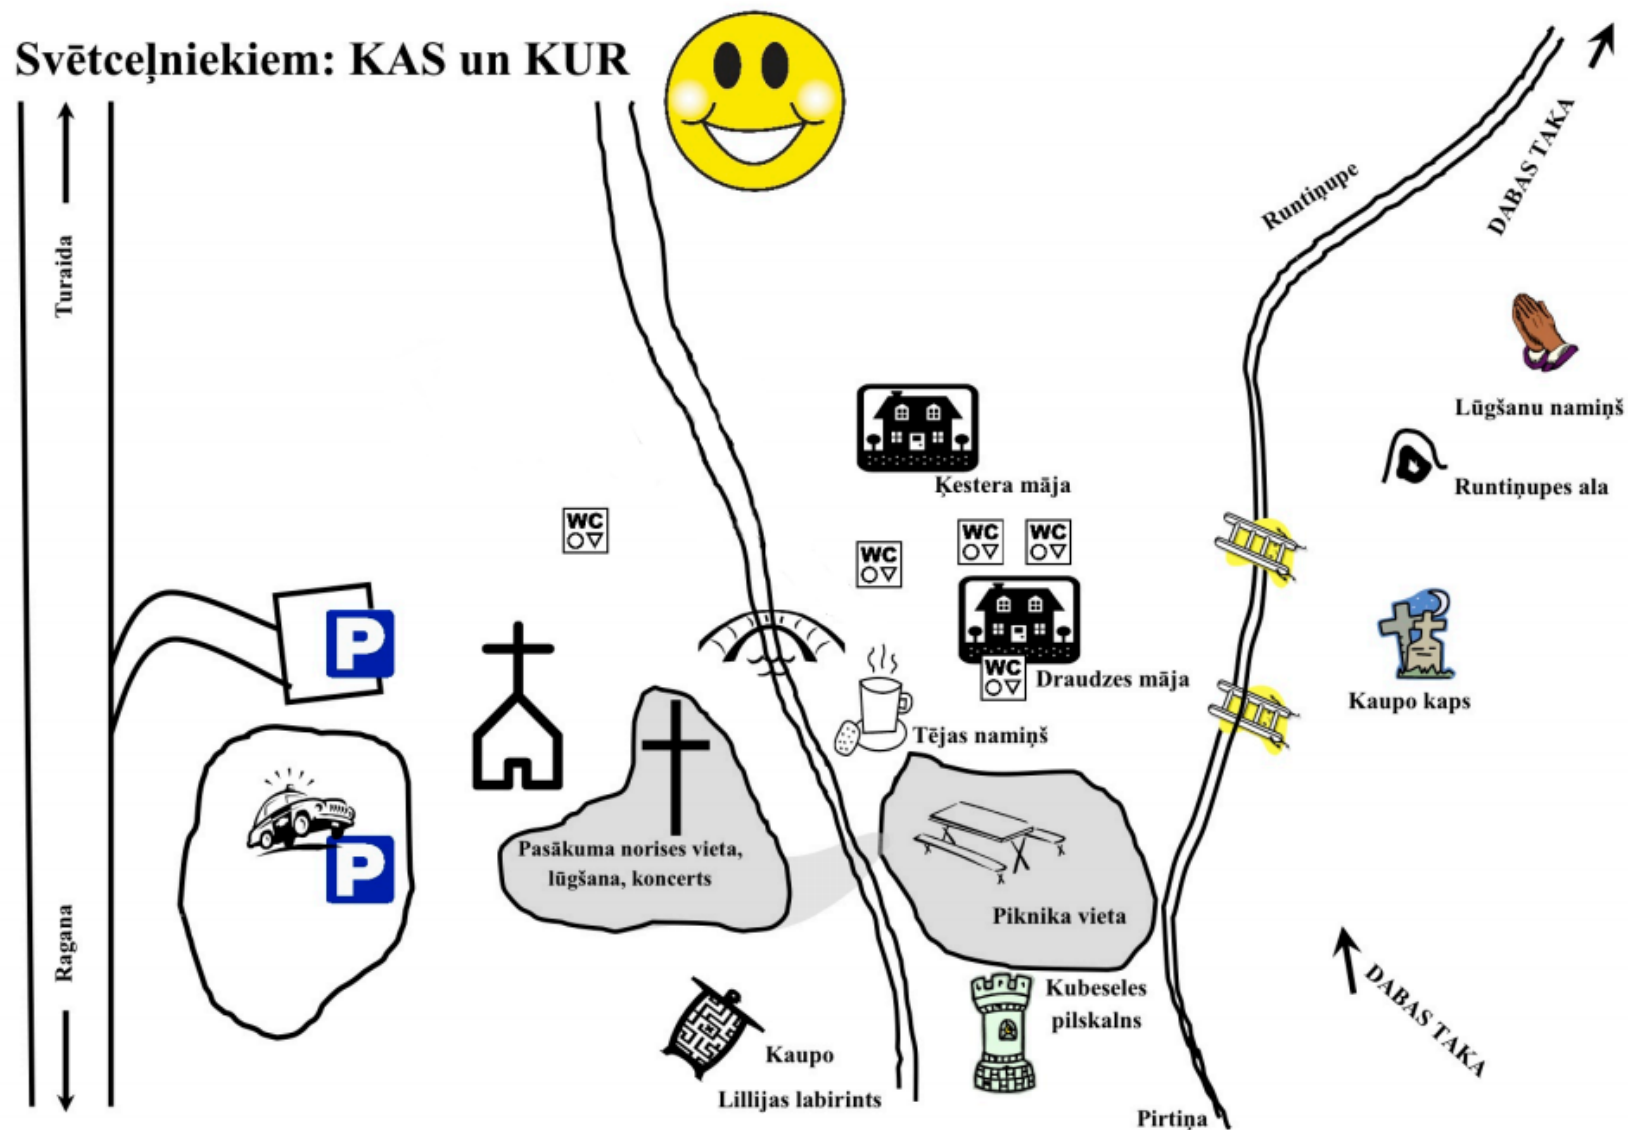 Svētceļniekiem: KAS un KUR
Turaida
Runtiņupe
DABAS TAKA
Lūgšanu namiņš
Ķestera māja
Runtiņupes ala
WC
WC
WC
WC
P
WC
Draudzes māja
Kaupo kaps
Tējas namiņš
P
Pasākuma norises vieta,
lūgšana, koncerts
Piknika vieta
Ragana
Kubeseles
pilskalns
DABAS TAKA
Kaupo
Lillijas labirints
Pirtiņa